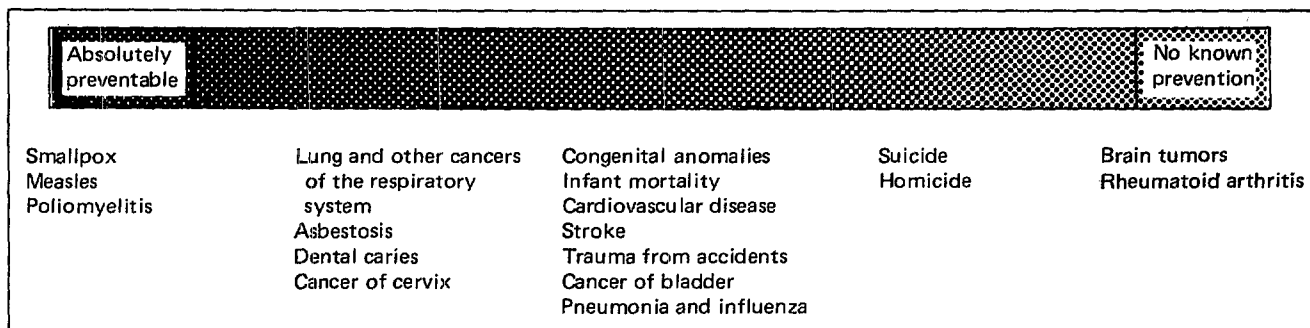 Absolutely
preventable
No known
prevention
Smallpox
Measles
Poliomyelitis
Lung and other cancers
of the respiratory
system
Asbestosis
Dental caries
Cancer of cervix
Congenital anomalies
Infant mortality
Cardiovascular disease
Stroke
Trauma from accidents
Cancer of bladder
Pneumonia and influenza
Suicide
Homicide
Brain tumors
Rheumatoid arthritis